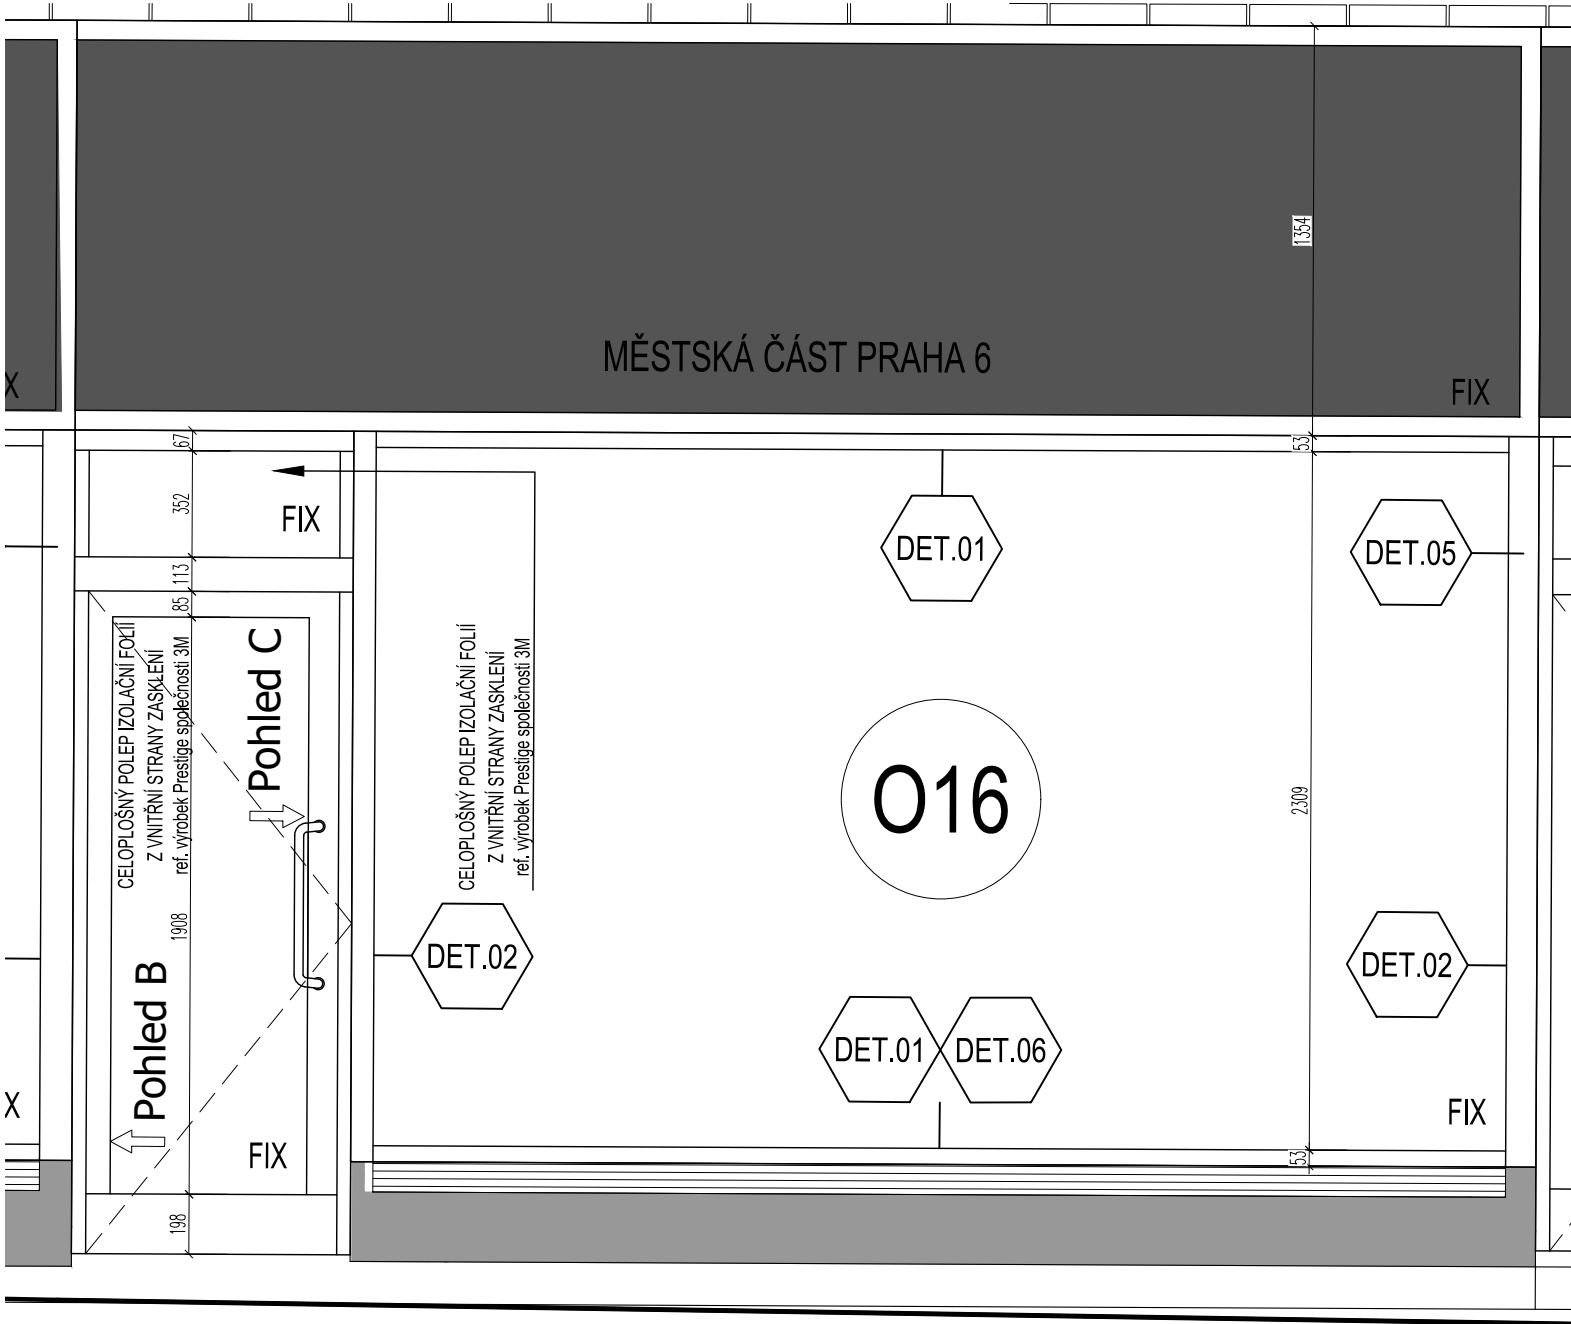 1354
MĚSTSKÁ ČÁST PRAHA 6
X
FIX
67
53
352
FIX
DET.01
DET.05
113
85
CELOPLOŠNÝ POLEP IZOLAČNÍ FOLIÍ
Z VNITŘNÍ STRANY ZASKLENÍ
ref. výrobek Prestige společnosti 3M
Pohled C
CELOPLOŠNÝ POLEP IZOLAČNÍ FOLIÍ
Z VNITŘNÍ STRANY ZASKLENÍ
ref. výrobek Prestige společnosti 3M
O16
2309
1908
DET.02
DET.02
Pohled B
DET.01
DET.06
X
FIX
FIX
53
198